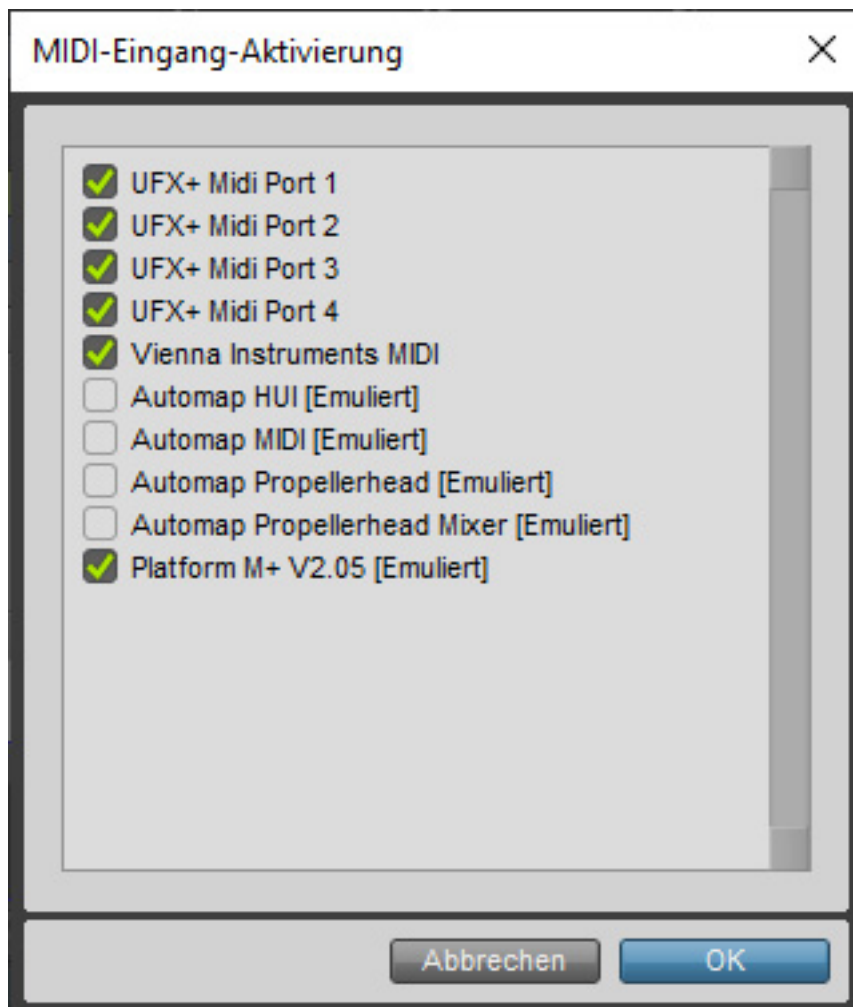 MIDI-Eingang-Aktivierung
UFX+ Midi Port 1
UFX+ Midi Port 2
UFX+ Midi Port 3
UFX+ Midi Port 4
Vienna Instruments MIDI
Automap HUI [Emuliert]
Automap MIDI [Emuliert]
Automap Propellerhead [Emuliert]
Automap Propellerhead Mixer [Emuliert]
Platform M+ V2.05 [Emuliert]
Abbrechen
OK